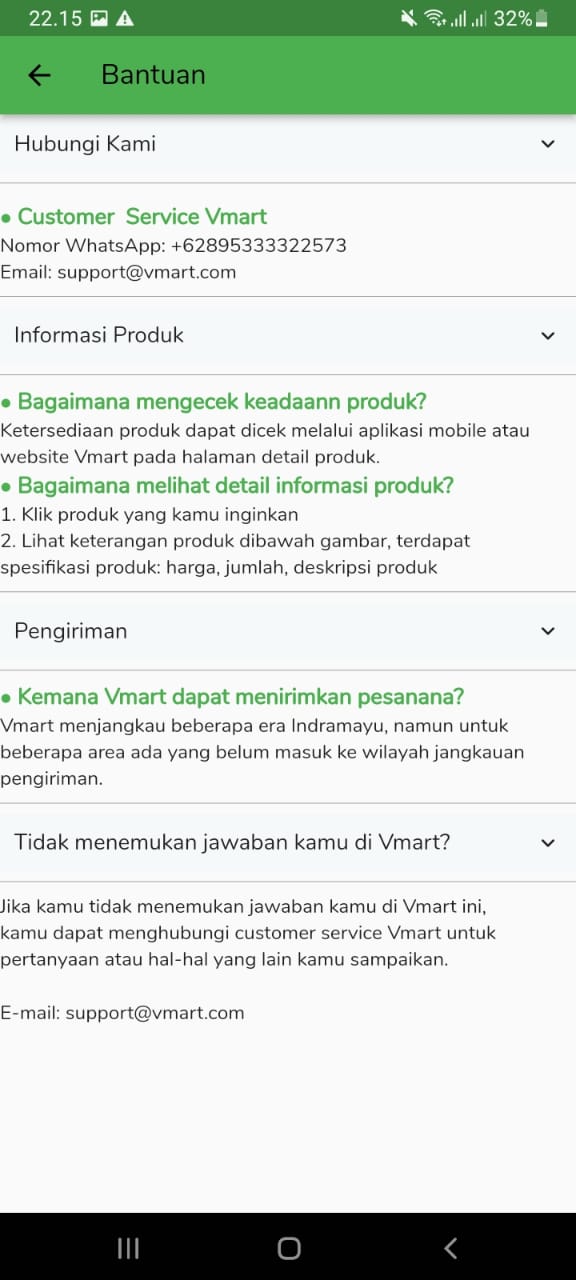 22.15
32%
Bantuan
Hubungi Kami
• Customer  Service Vmart
Nomor WhatsApp: +62895333322573
Email: support@vmart.com
Informasi Produk
• Bagaimana mengecek keadaann produk?
Ketersediaan produk dapat dicek melalui aplikasi mobile atau
website Vmart pada halaman detail produk.
• Bagaimana melihat detail informasi produk?
1. Klik produk yang kamu inginkan
2. Lihat keterangan produk dibawah gambar, terdapat
spesifikasi produk: harga, jumlah, deskripsi produk
Pengiriman
• Kemana Vmart dapat menirimkan pesanana?
Vmart menjangkau beberapa era Indramayu, namun untuk
beberapa area ada yang belum masuk ke wilayah jangkauan
pengiriman.
Tidak menemukan jawaban kamu di Vmart?
Jika kamu tidak menemukan jawaban kamu di Vmart ini,
kamu dapat menghubungi customer service Vmart untuk
pertanyaan atau hal-hal yang lain kamu sampaikan.
E-mail: support@vmart.com